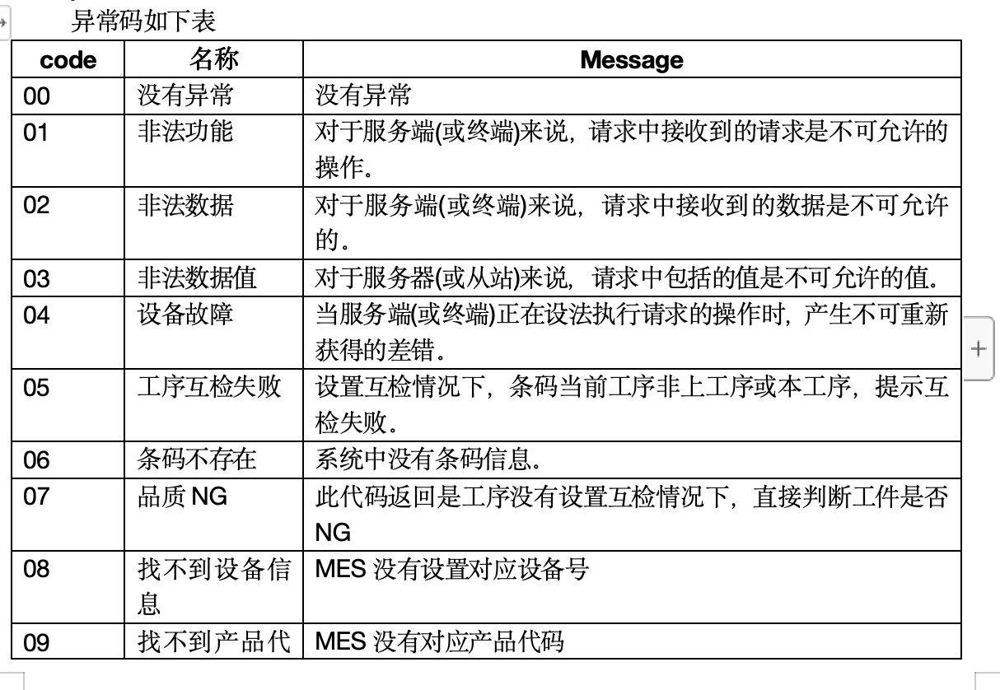 异常码如下表
code 名称 Message
00 没有异常 没有异常
01 非法功能 对于服务端(或终端)来说，请求中接收到的请求是不可允许的
操作。
02 非法数据 对于服务端(或终端)来说，请求中接收到的数据是不可允许
的。
03 非法数据值 对于服务器(或从站)来说，请求中包括的值是不可允许的值。
04 设备故障 当服务端(或终端)正在设法执行请求的操作时，产生不可重新
获得的差错。
05 工序互检失败 设置互检情况下，条码当前工序非上工序或本工序，提示互
检失败。
06 条码不存在 系统中没有条码信息。
07 品质 NG 此代码返回是工序没有设置互检情况下，直接判断工件是否
NG
08 找不到设备信 MES 没有设置对应设备号
息
09 找不到产品代 MES 没有对应产品代码